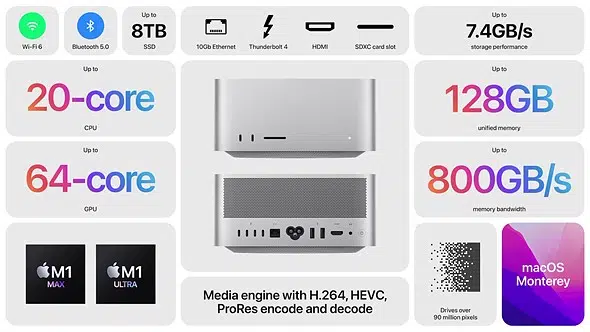 Wi-Fi 6
Bluetooth 5.0
Up to
8TB
SSD
10Gb Ethernet
Thunderbolt 4
HDMI
SDXC card slot
Up to
7.4GB/s
storage performance
Up to
20-core
CPU
Up to
128GB
unified memory
Up to
64-core
GPU
Up to
800GB/s
memory bandwidth
M1
MAX
M1
ULTRA
Media engine with H.264, HEVC,
ProRes encode and decode
Drives over
90 million pixels
macOS
Monterey